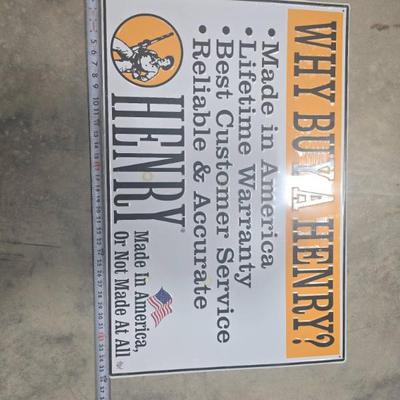 WHY BUY A HENRY?
• Made in America
• Lifetime Warranty
• Best Customer Service
• Reliable & Accurate
HENRY®
Made In America,
Or Not Made At All